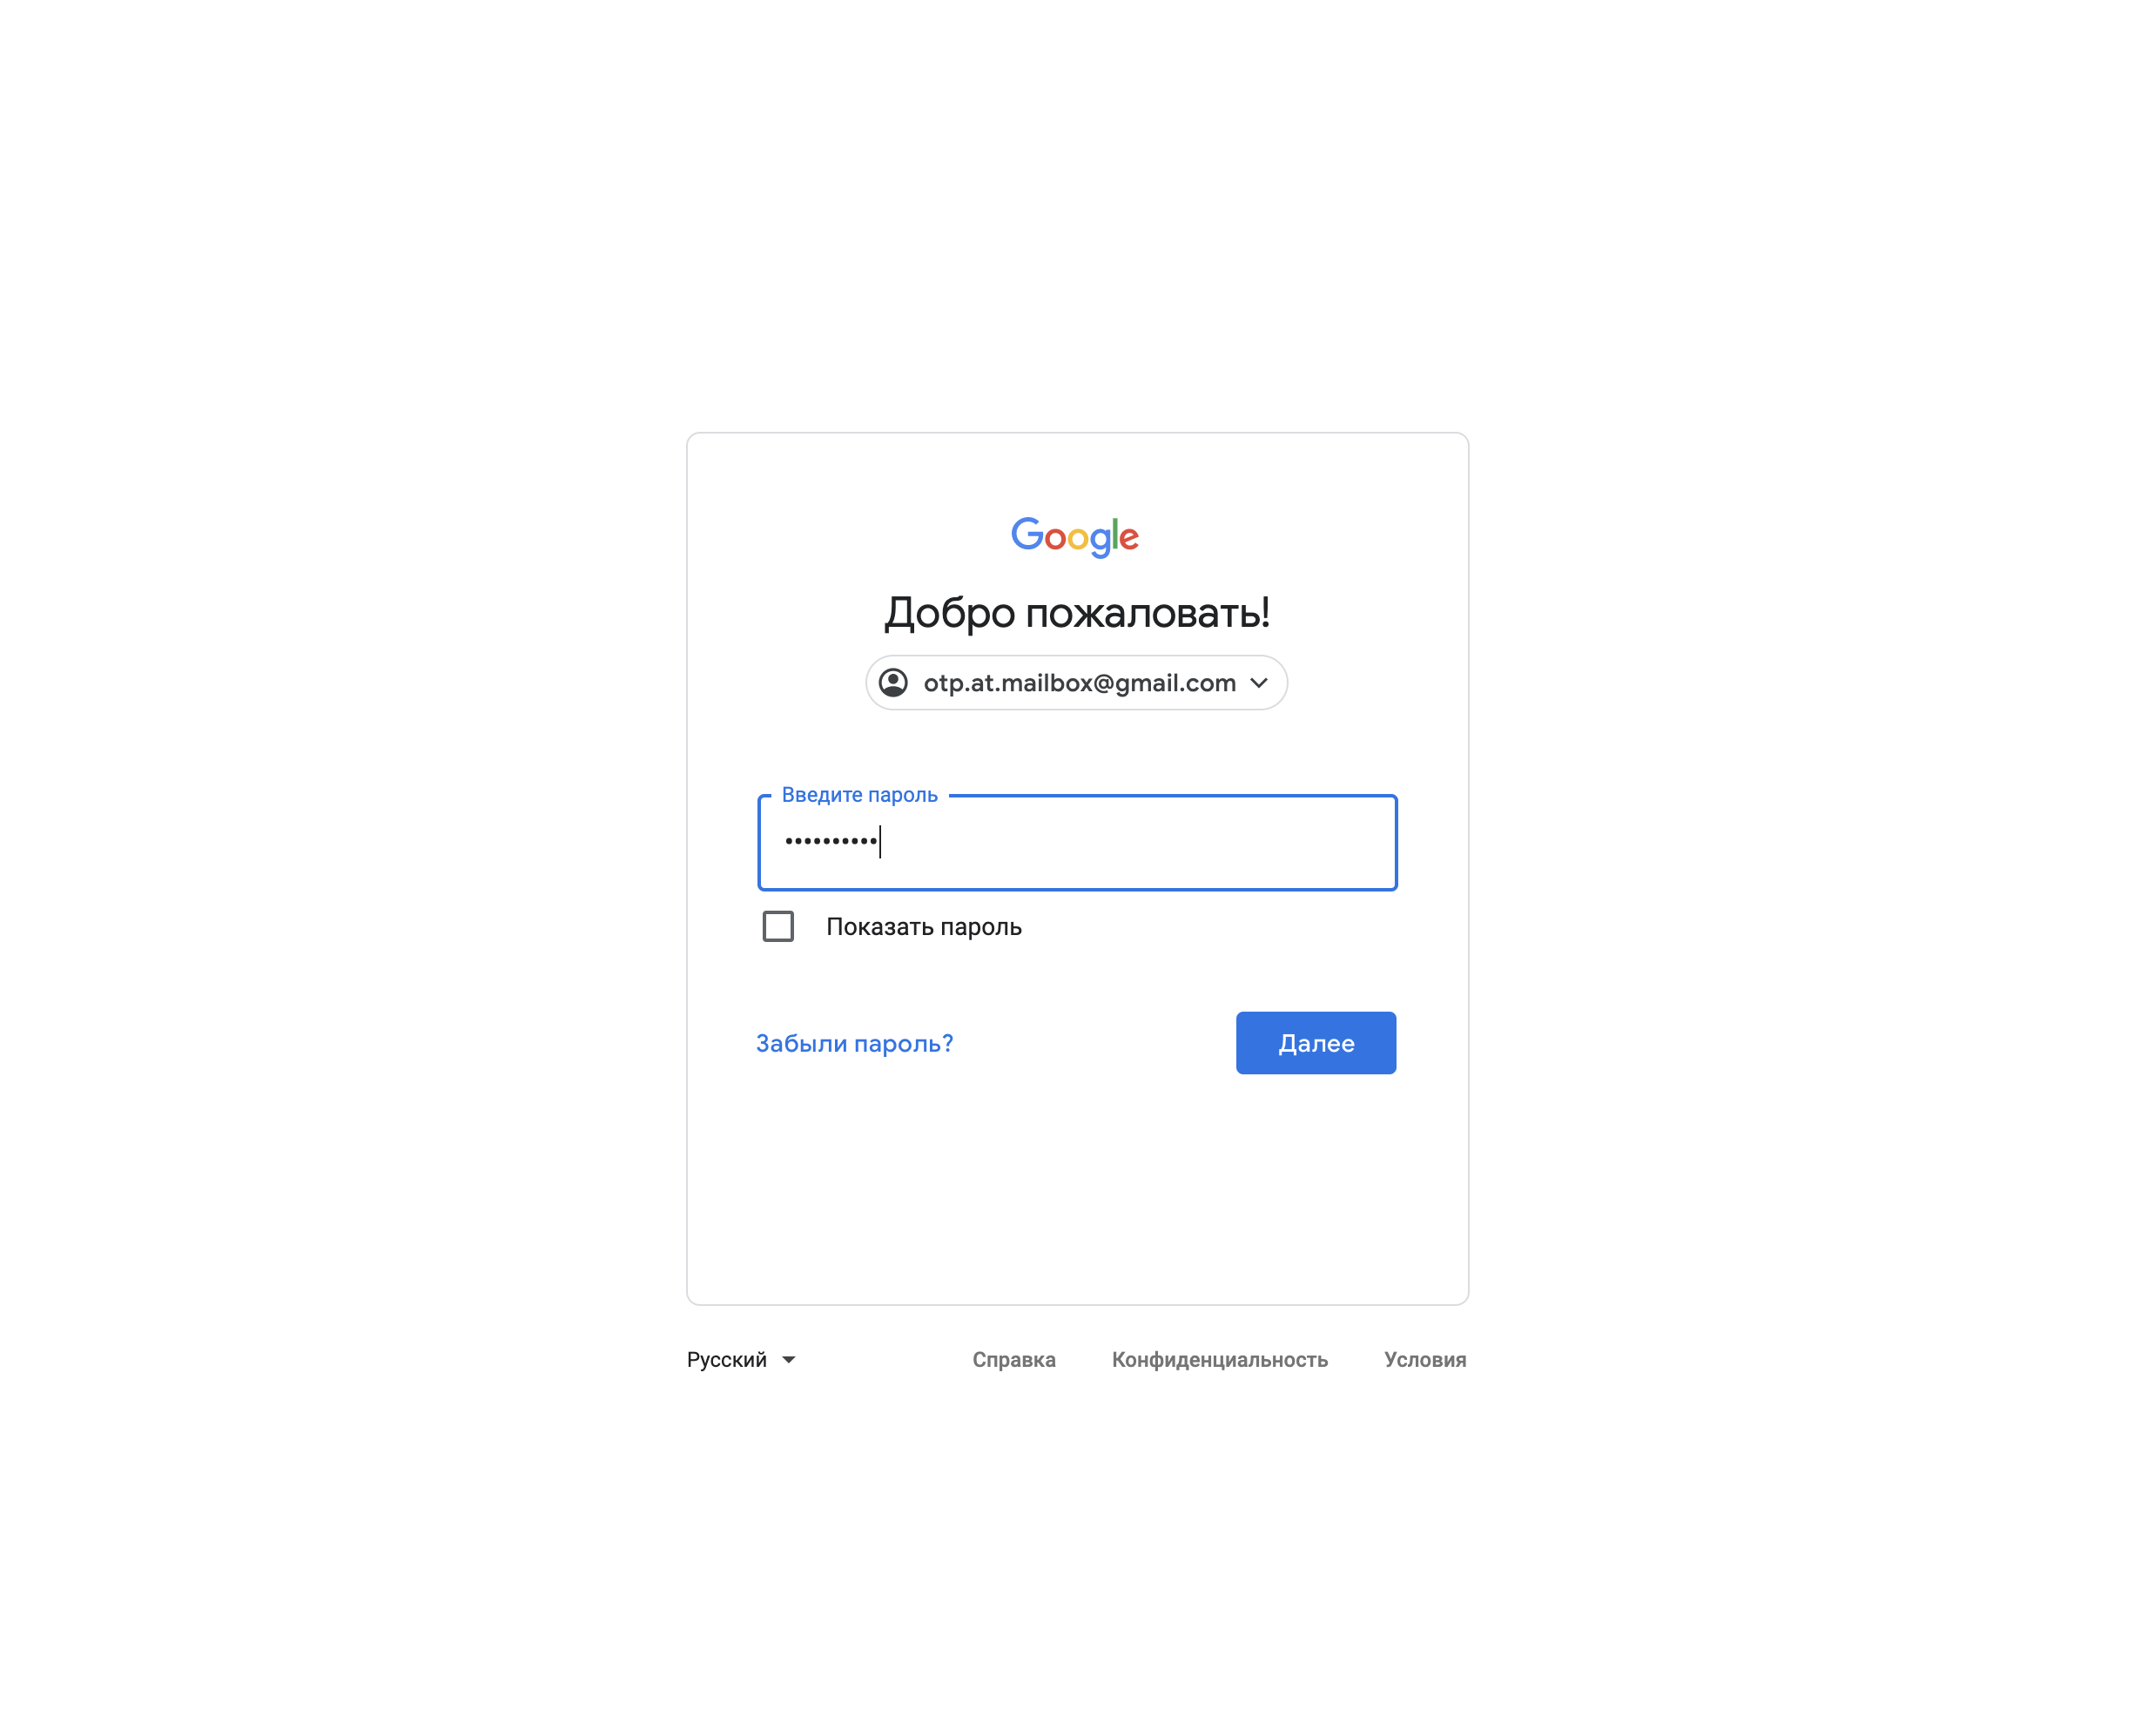 Google
Добро пожаловать!
otp.at.mailbox@gmail.com
Введите пароль
••••••••••
Показать пароль
Забыли пароль?
Далее
Русский
Справка
Конфиденциальность
Условия